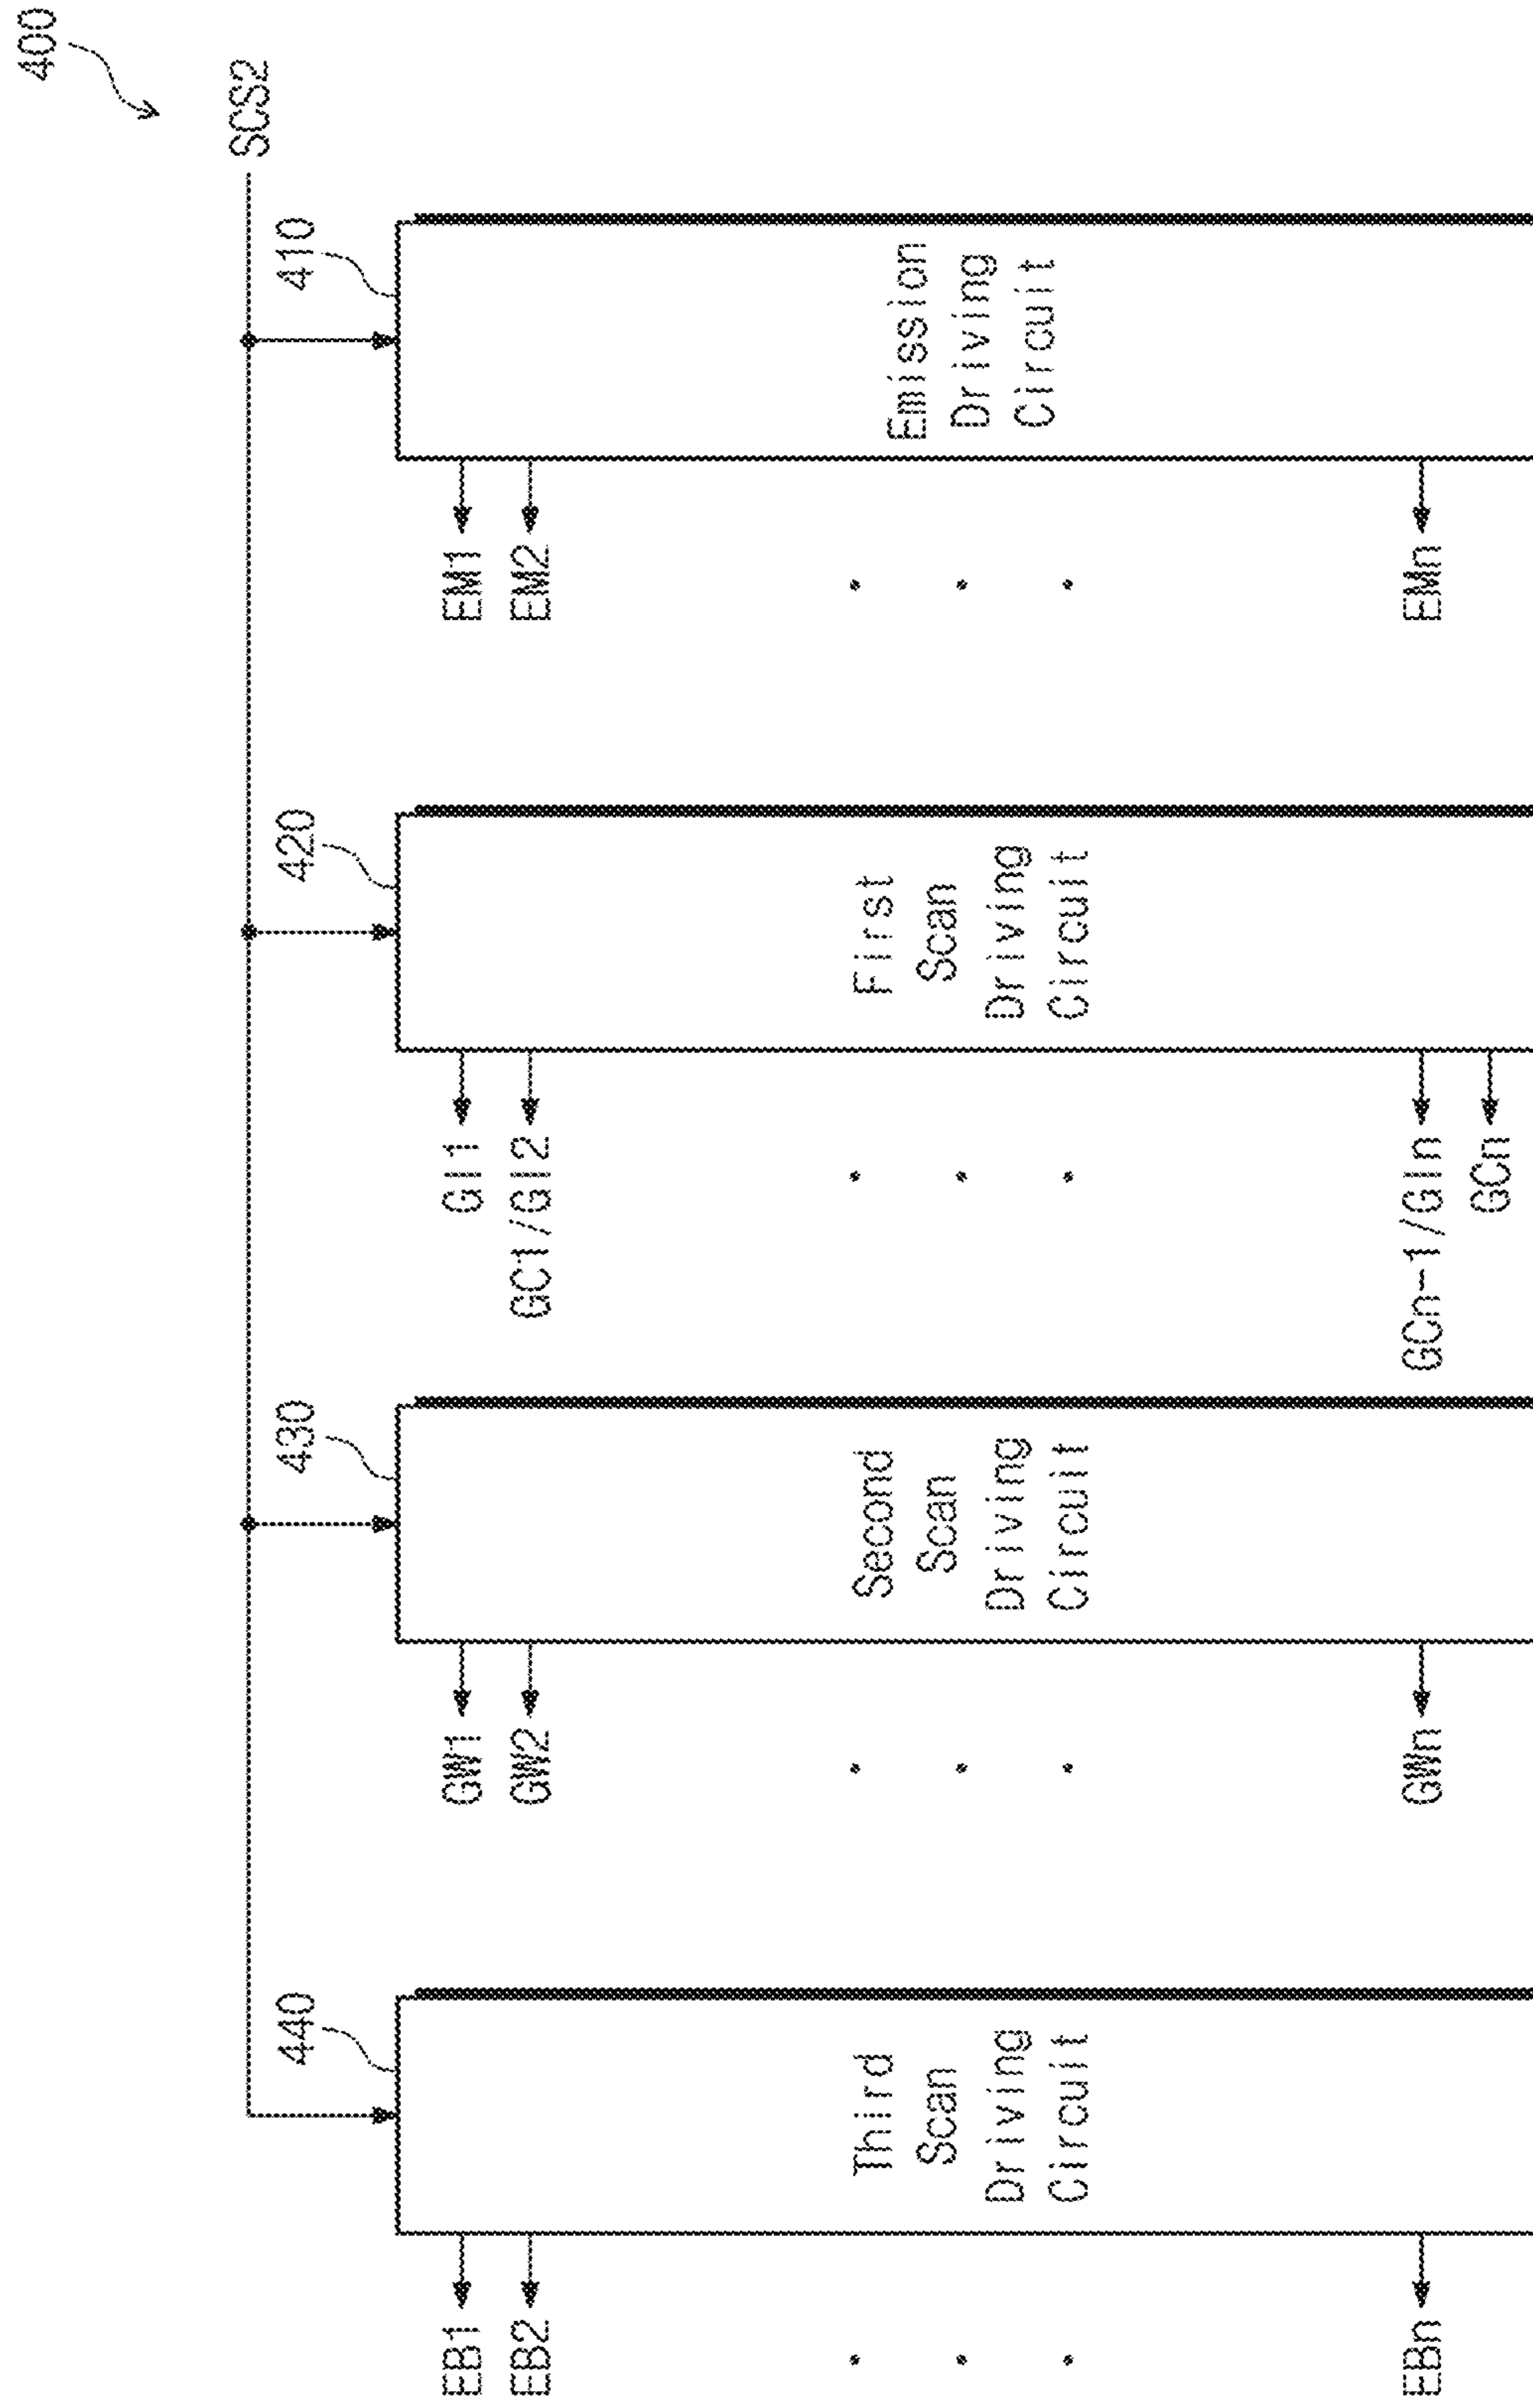 400
SCS2
440
430
420
410
EB1
GW1
GI1
EM1
EB2
GW2
GC1/GI2
EM2
Third
Scan
Driving
Circuit
Second
Scan
Driving
Circuit
First
Scan
Driving
Circuit
Emission
Driving
Circuit
EBn
GWn
GCn-1/GIn
EMn
GCn